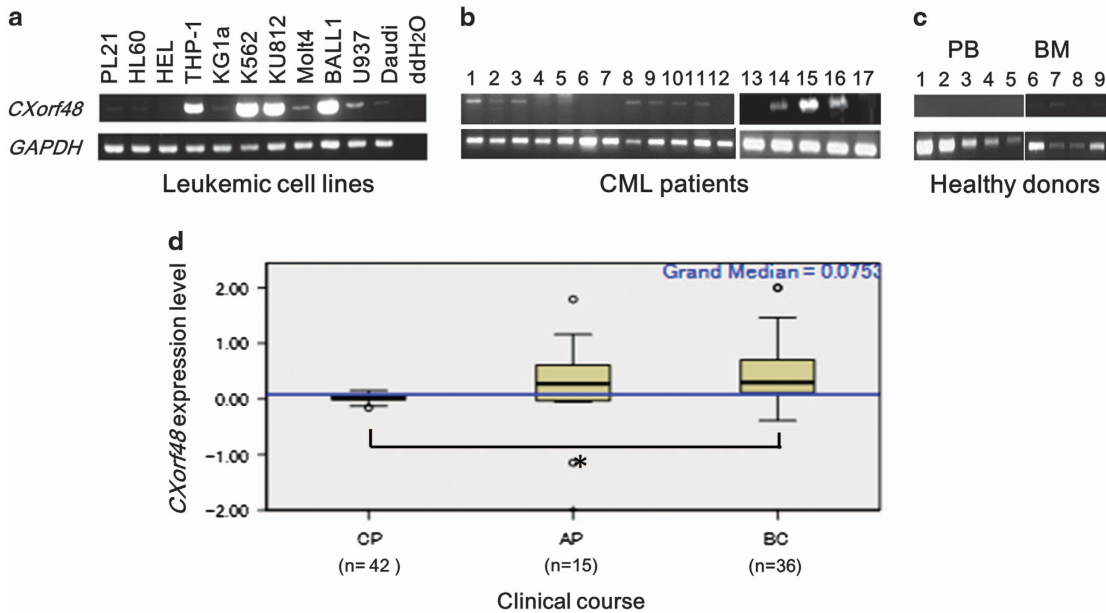 a
PL21 HL60 HEL THP-1 KG1a K562 KU812 Molt4 BALL1 U937 Daudi ddH2O
CXorf48
GAPDH
Leukemic cell lines
b
1 2 3 4 5 6 7 8 9 10 11 12 13 14 15 16 17
CML patients
c
PB BM
1 2 3 4 5 6 7 8 9
Healthy donors
d
Grand Median = 0.0753
CXorf48 expression level
2.00
1.00
0.00
-1.00
-2.00
*
CP AP BC
(n= 42 ) (n=15) (n=36)
Clinical course